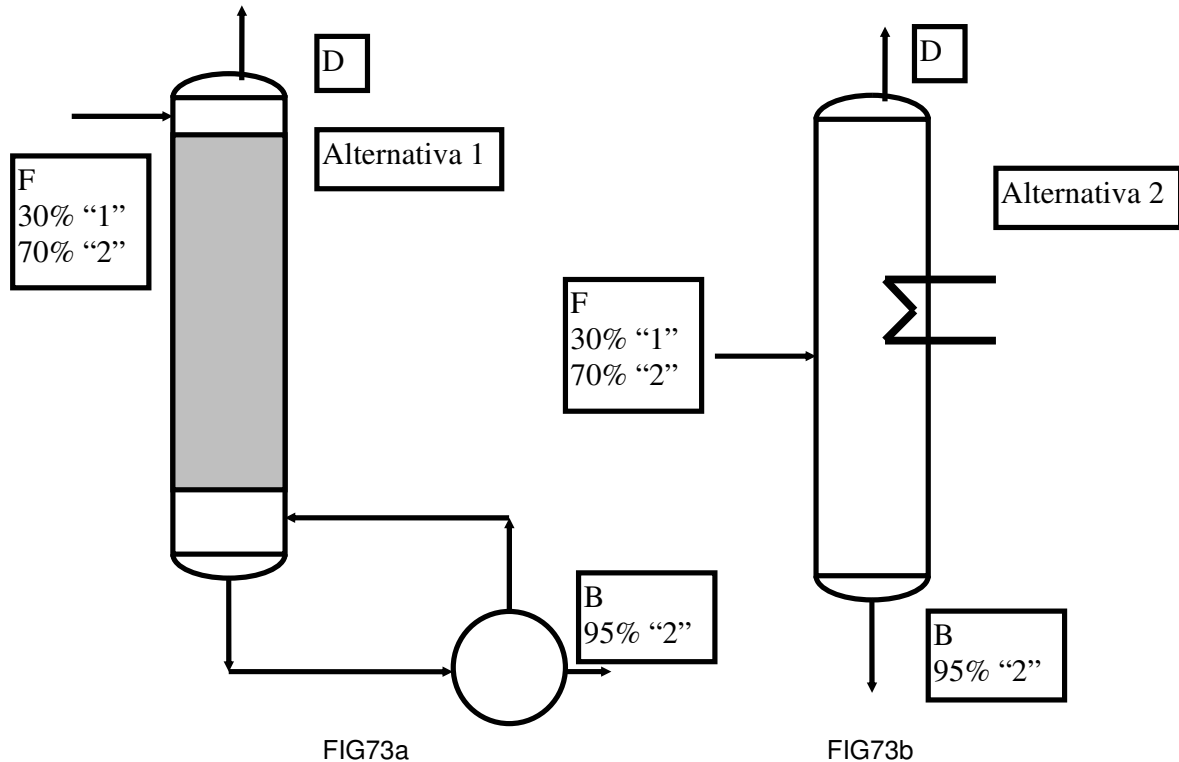 D
Alternativa 1
F
30% “1”
70% “2”
B
95% “2”
FIG73a
D
Alternativa 2
F
30% “1”
70% “2”
B
95% “2”
FIG73b